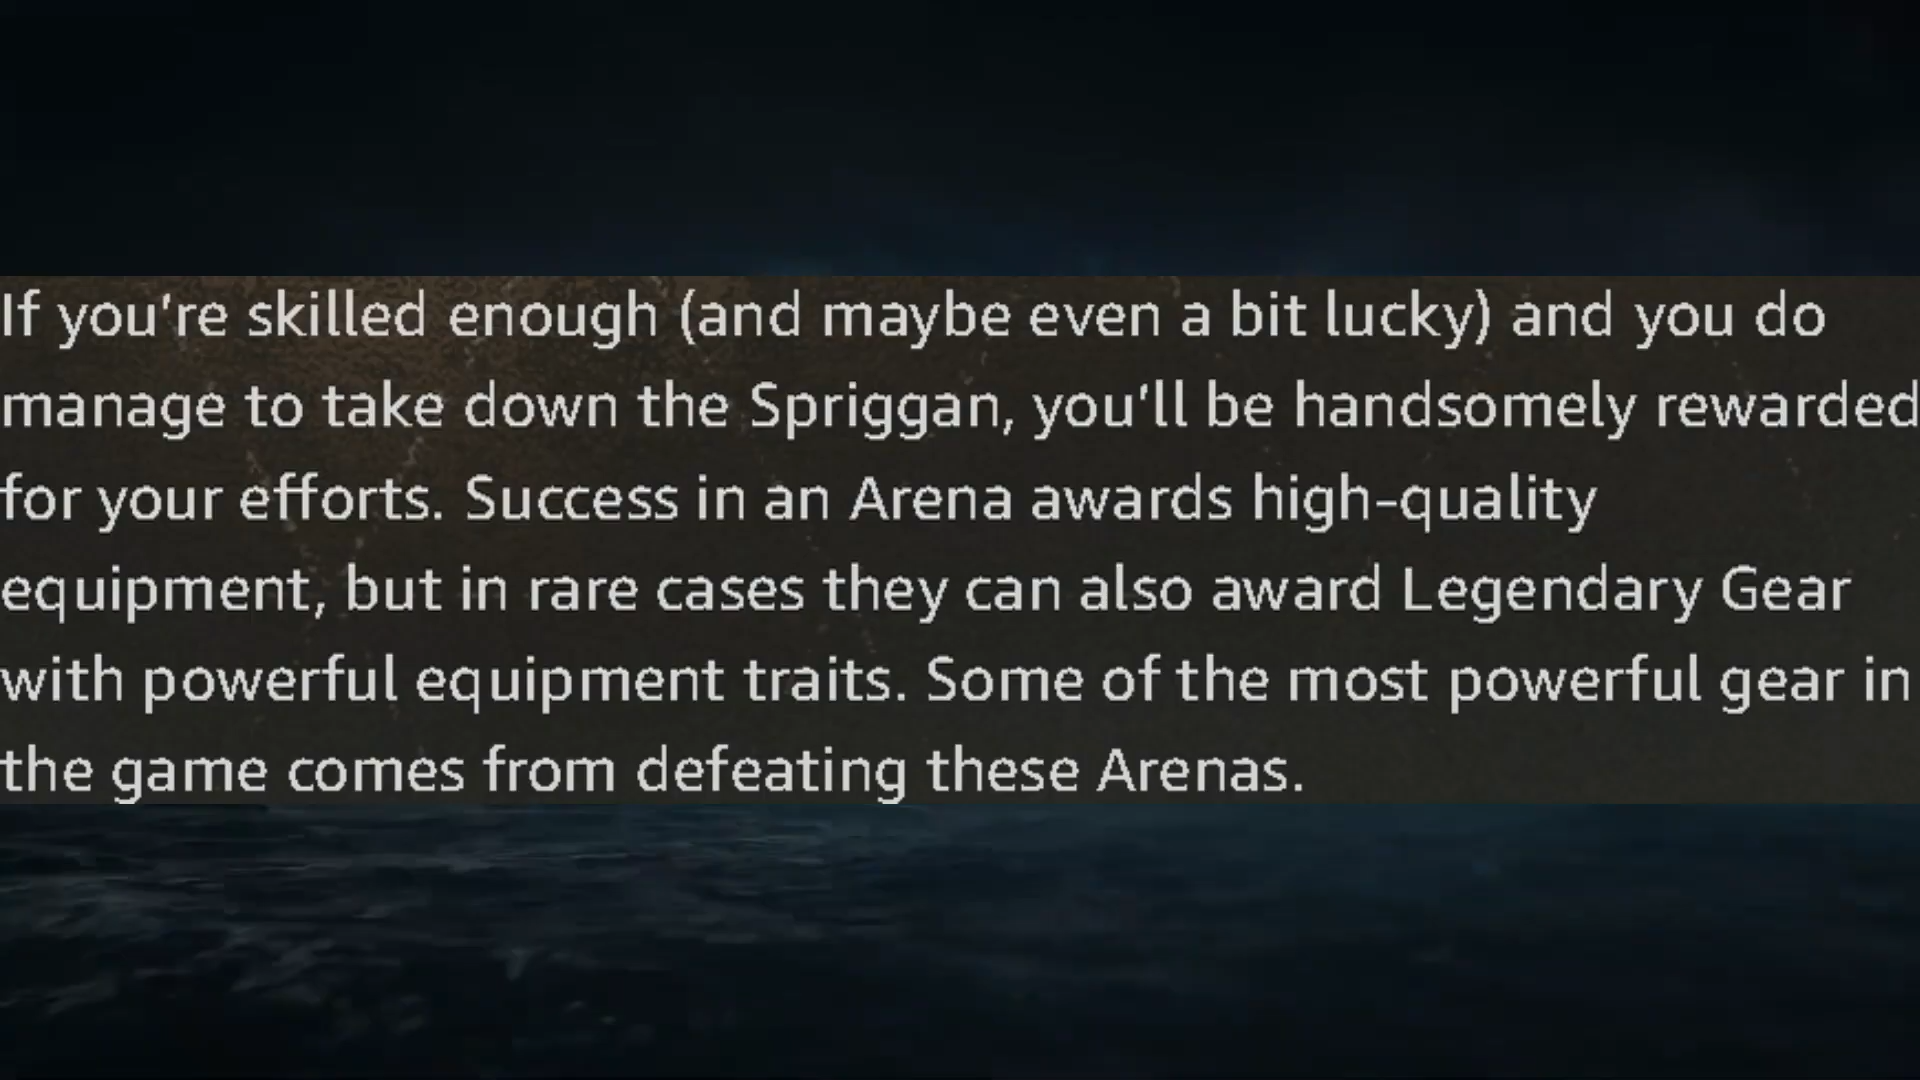 If you're skilled enough (and maybe even a bit lucky) and you do
manage to take down the Spriggan, you'll be handsomely rewarded
for your efforts. Success in an Arena awards high-quality
equipment, but in rare cases they can also award Legendary Gear
with powerful equipment traits. Some of the most powerful gear in
the game comes from defeating these Arenas.